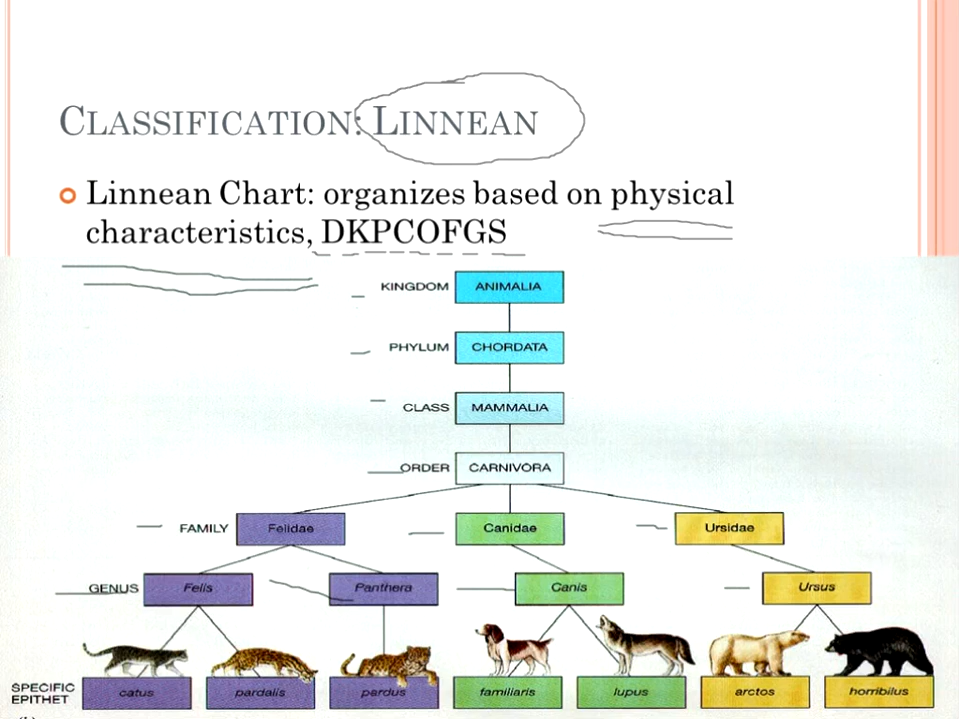 CLASSIFICATION: LINNEAN
Linnean Chart: organizes based on physical
characteristics, DKPCOFGS
KINGDOM ANIMALIA
PHYLUM CHORDATA
CLASS MAMMALIA
ORDER CARNIVORA
FAMILY Felidae Canidae Ursidae
GENUS Felis Panthera Canis Ursus
SPECIFIC
EPITHET catus pardalis pardus familiaris lupus arctos horribilus